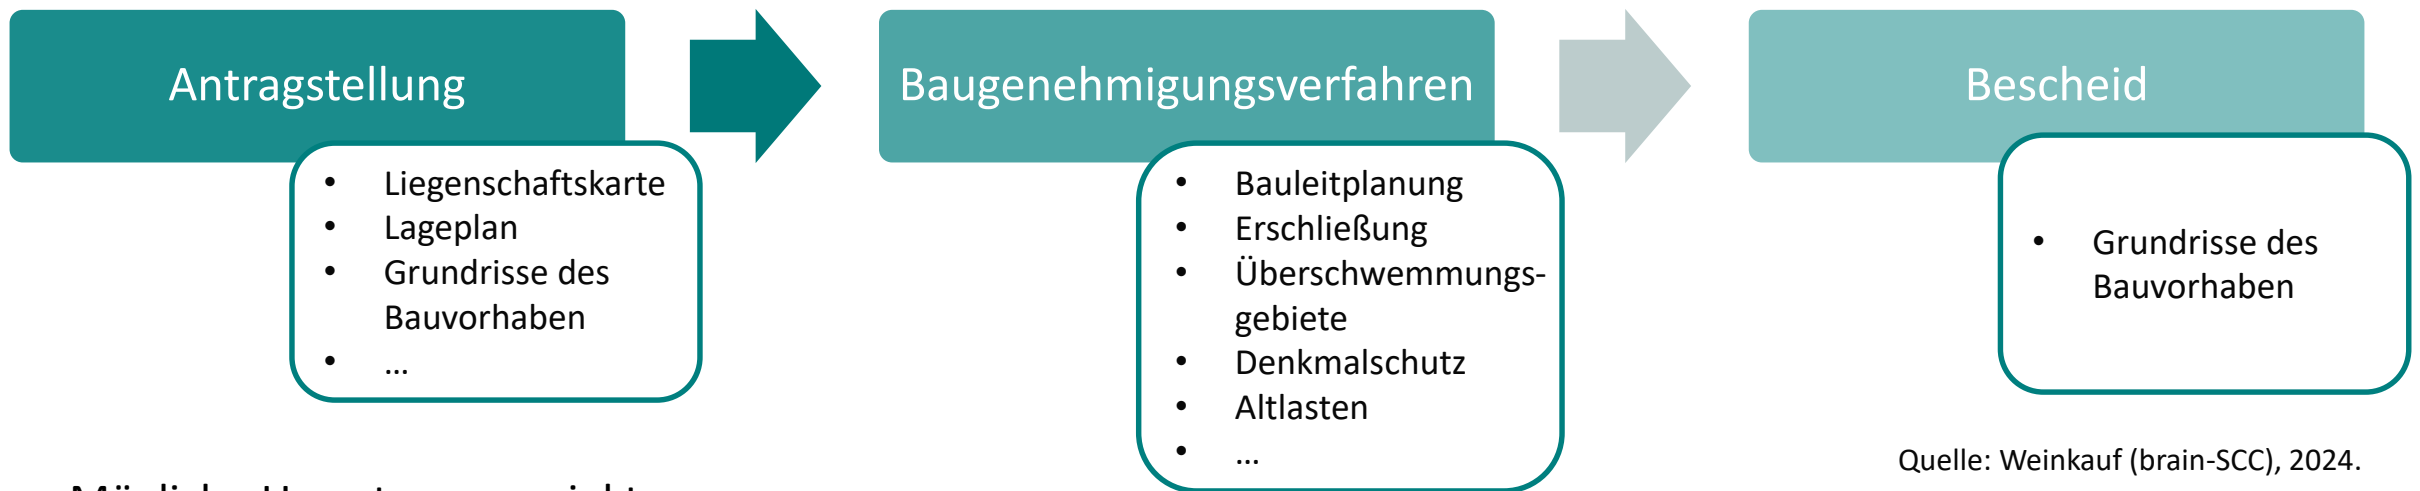 Antragstellung
• Liegenschaftskarte
• Lageplan
• Grundrisse des
Bauvorhaben
• ...
Baugenehmigungsverfahren
• Bauleitplanung
• Erschließung
• Überschwemmungs-
gebiete
• Denkmalschutz
• Altlasten
• ...
Bescheid
• Grundrisse des
Bauvorhaben
Quelle: Weinkauf (brain-SCC), 2024.